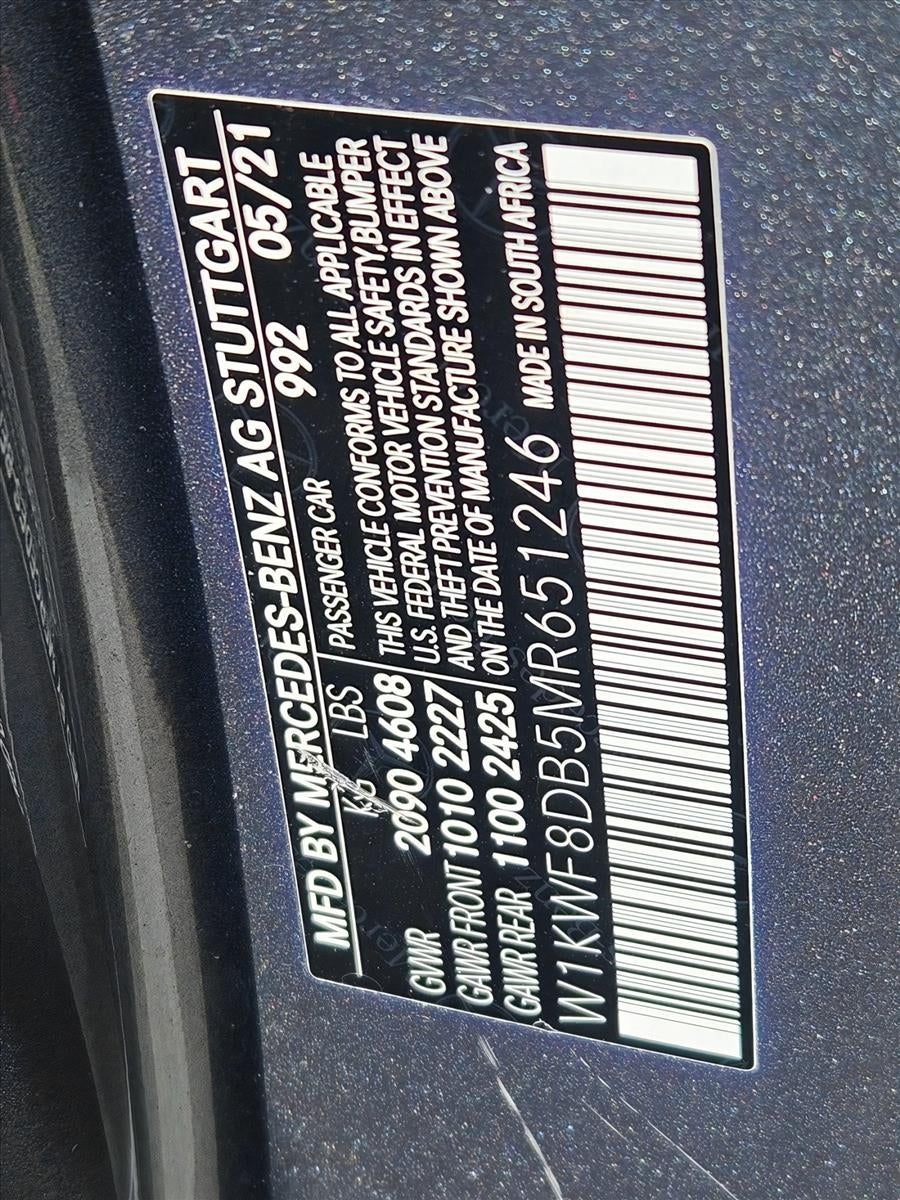 MFD BY MERCEDES-BENZ AG STUTTGART
992 05/21
KG LBS
PASSENGER CAR
GVWR 2090 4608
GAWR FRONT 1010 2227
GAWR REAR 1100 2425
THIS VEHICLE CONFORMS TO ALL APPLICABLE
U.S. FEDERAL MOTOR VEHICLE SAFETY,BUMPER
AND THEFT PREVENTION STANDARDS IN EFFECT
ON THE DATE OF MANUFACTURE SHOWN ABOVE
W1KWF8DB5MR651246 MADE IN SOUTH AFRICA